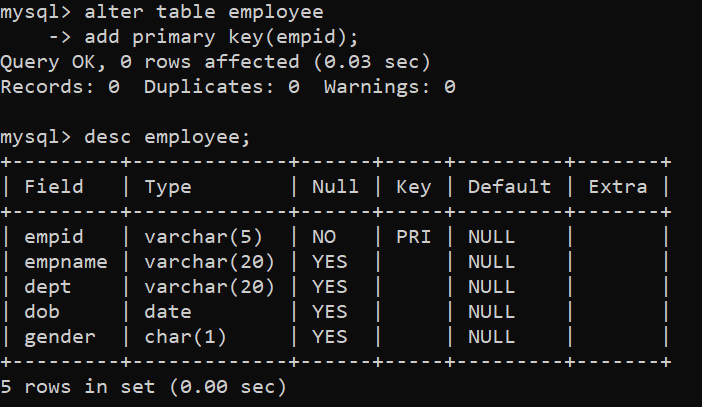 mysql> alter table employee
    -> add primary key(empid);
Query OK, 0 rows affected (0.03 sec)
Records: 0  Duplicates: 0  Warnings: 0

mysql> desc employee;
+---------+-------------+------+-----+---------+-------+
| Field   | Type        | Null | Key | Default | Extra |
+---------+-------------+------+-----+---------+-------+
| empid   | varchar(5)  | NO   | PRI | NULL    |       |
| empname | varchar(20) | YES  |     | NULL    |       |
| dept    | varchar(20) | YES  |     | NULL    |       |
| dob     | date        | YES  |     | NULL    |       |
| gender  | char(1)     | YES  |     | NULL    |       |
+---------+-------------+------+-----+---------+-------+
5 rows in set (0.00 sec)